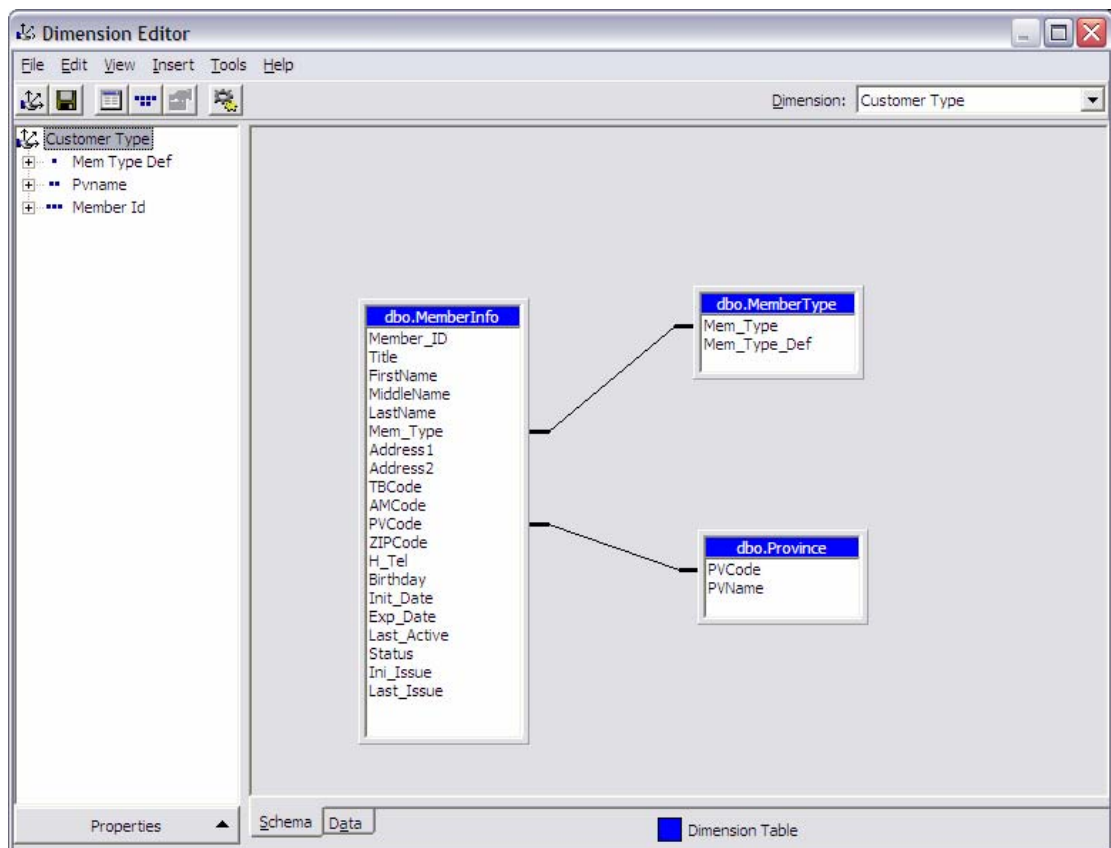 Dimension Editor
File Edit View Insert Tools Help
Dimension: Customer Type
Customer Type
Mem Type Def
Pvname
Member Id
dbo.MemberInfo
Member_ID
Title
FirstName
MiddleName
LastName
Mem_Type
Address1
Address2
TBCode
AMCode
PVCode
ZIPCode
H_Tel
Birthday
Init_Date
Exp_Date
Last_Active
Status
Ini_Issue
Last_Issue
dbo.MemberType
Mem_Type
Mem_Type_Def
dbo.Province
PVCode
PVName
Properties
Schema Data
Dimension Table